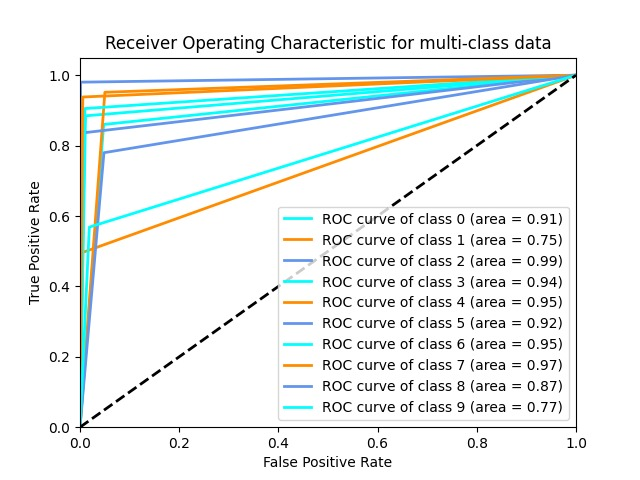 Receiver Operating Characteristic for multi-class data
1.0
0.8
0.6
0.4
0.2
0.0
True Positive Rate
ROC curve of class 0 (area = 0.91)
ROC curve of class 1 (area = 0.75)
ROC curve of class 2 (area = 0.99)
ROC curve of class 3 (area = 0.94)
ROC curve of class 4 (area = 0.95)
ROC curve of class 5 (area = 0.92)
ROC curve of class 6 (area = 0.95)
ROC curve of class 7 (area = 0.97)
ROC curve of class 8 (area = 0.87)
ROC curve of class 9 (area = 0.77)
0.0 0.2 0.4 0.6 0.8 1.0
False Positive Rate